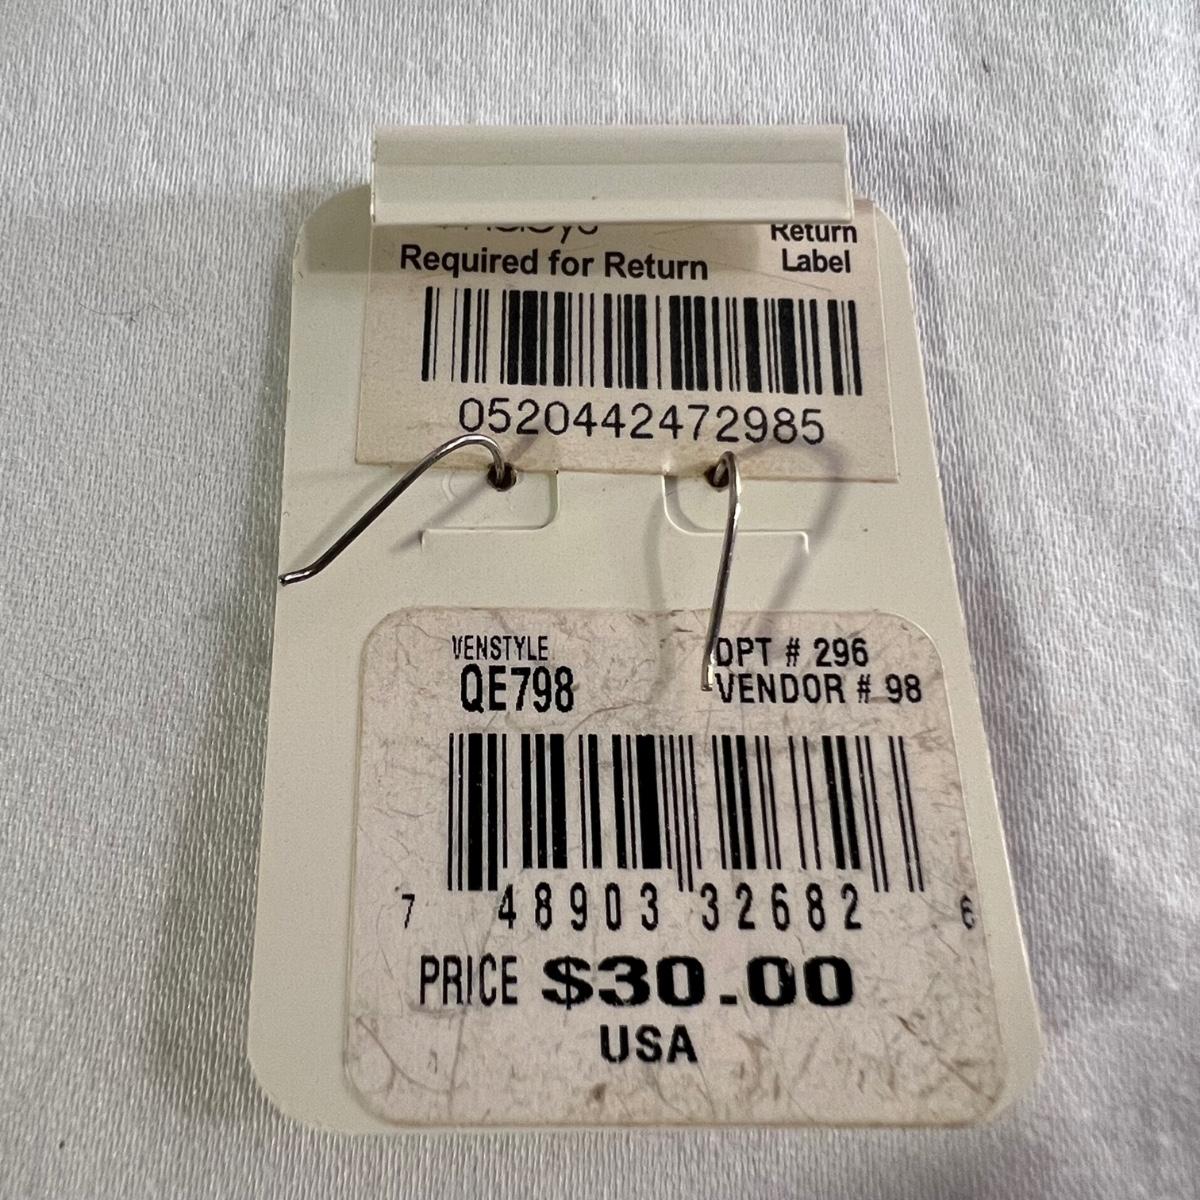 Return
Required for Return Label
0520442472985
VENSTYLE DPT # 296
QE798 VENDOR # 98
7 48903 32682 6
PRICE $30.00
USA